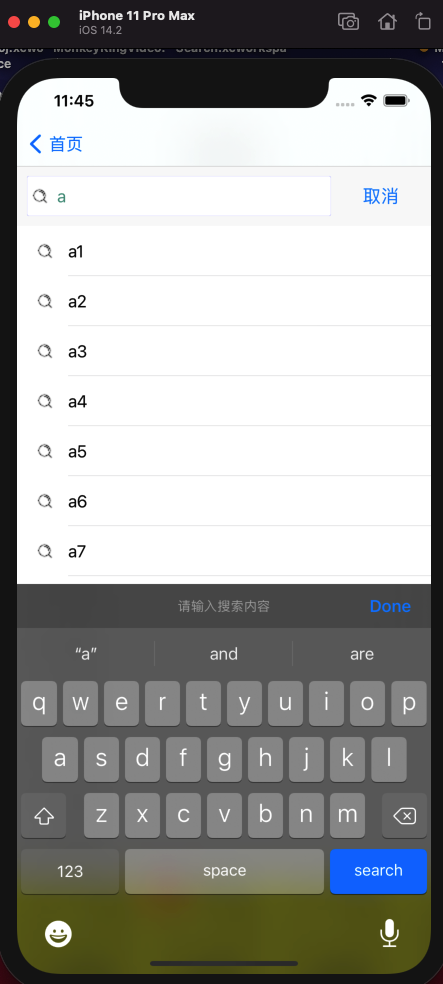 iPhone 11 Pro Max
iOS 14.2
11:45
首页
a
取消
a1
a2
a3
a4
a5
a6
a7
请输入搜索内容
Done
“a”
and
are
q w e r t y u i o p
a s d f g h j k l
z x c v b n m
123
space
search